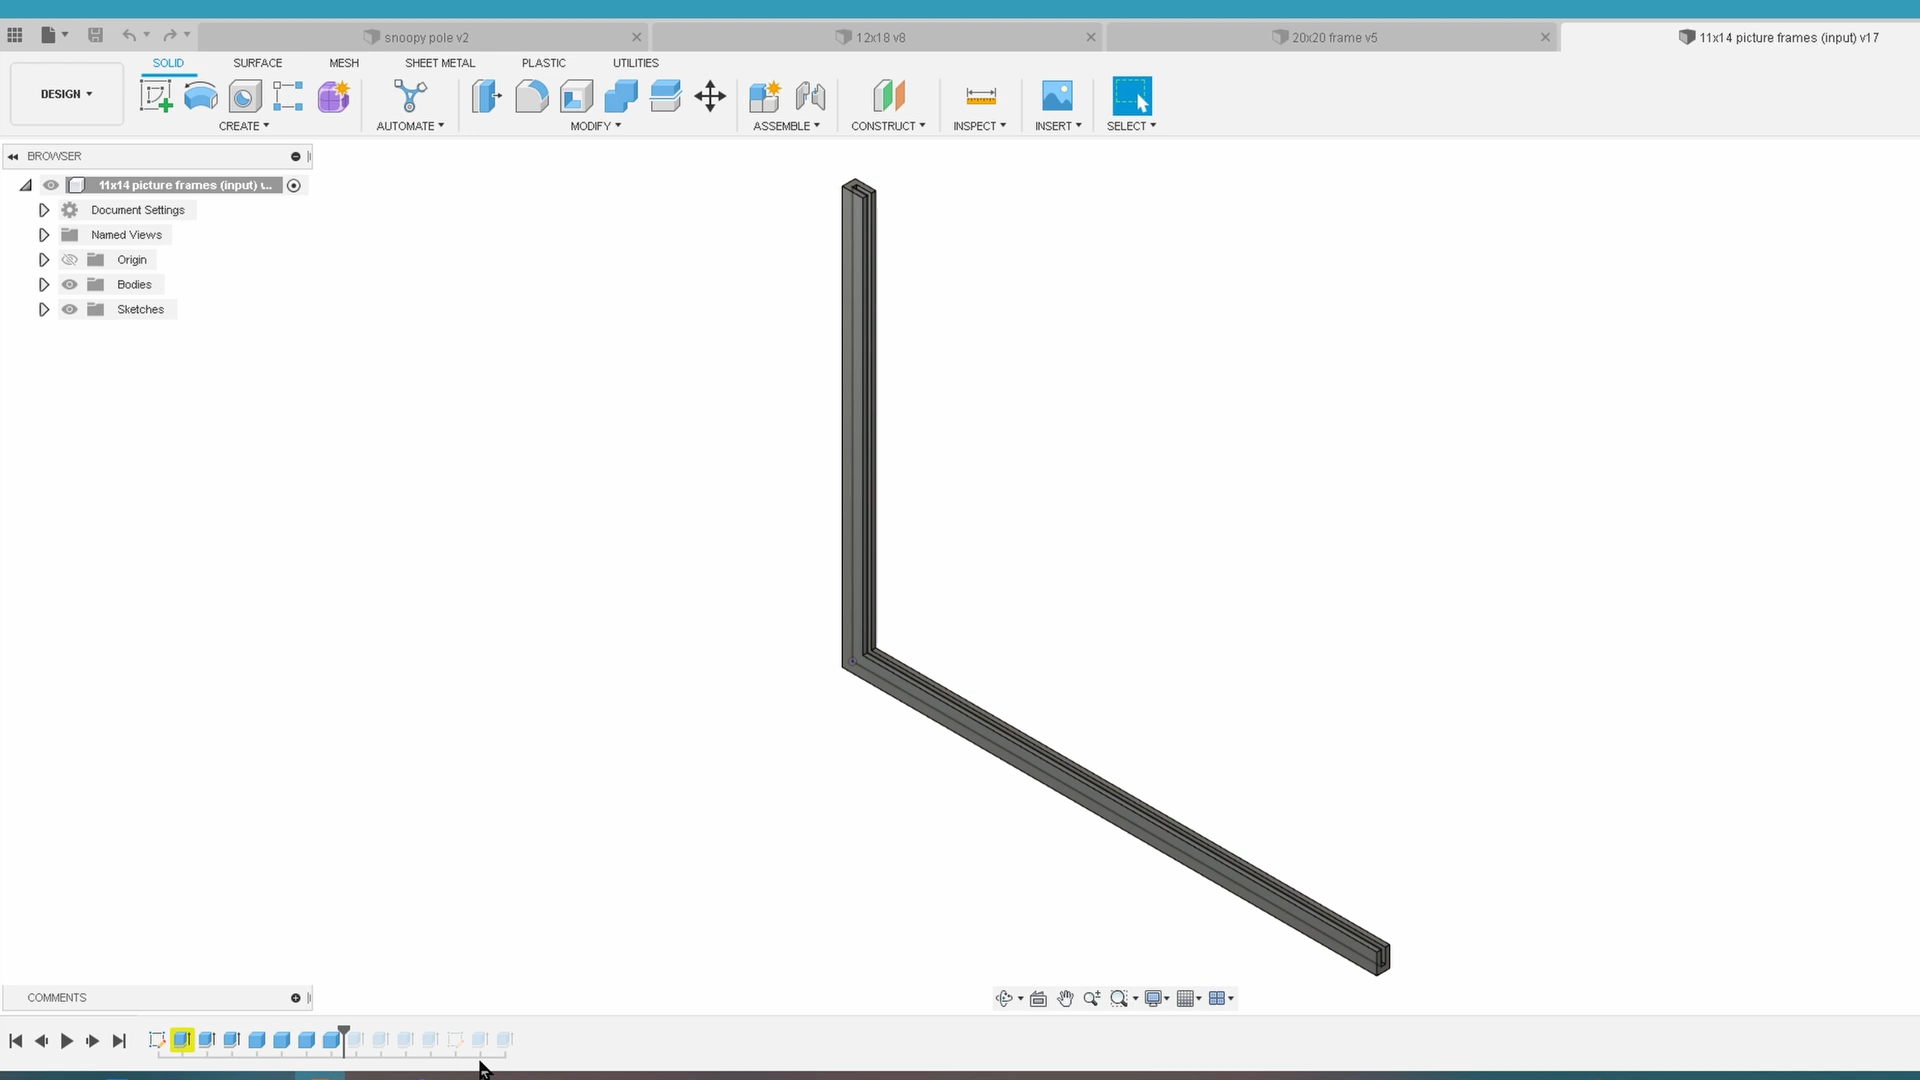 snoopy pole v2
12x18 v8
20x20 frame v5
11x14 picture frames (input) v17
DESIGN
SOLID
SURFACE
MESH
SHEET METAL
PLASTIC
UTILITIES
CREATE
AUTOMATE
MODIFY
ASSEMBLE
CONSTRUCT
INSPECT
INSERT
SELECT
BROWSER
11x14 picture frames (input) ...
Document Settings
Named Views
Origin
Bodies
Sketches
COMMENTS